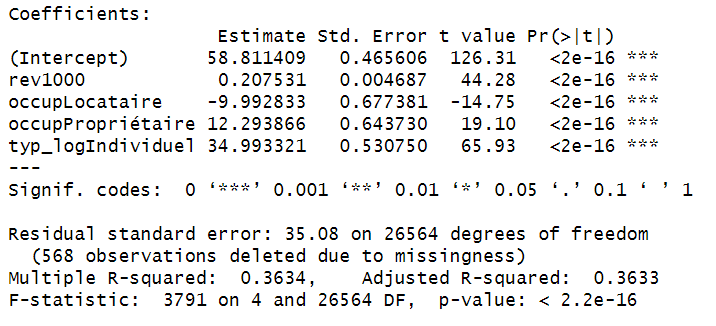 Coefficients:
                    Estimate Std. Error t value Pr(>|t|)
(Intercept)        58.811409   0.465606  126.31   <2e-16 ***
rev1000             0.207531   0.004687   44.28   <2e-16 ***
occupLocataire     -9.992833   0.677381  -14.75   <2e-16 ***
occupPropriétaire  12.293866   0.643730   19.10   <2e-16 ***
typ_logIndividuel  34.993321   0.530750   65.93   <2e-16 ***
---
Signif. codes:  0 ‘***’ 0.001 ‘**’ 0.01 ‘*’ 0.05 ‘.’ 0.1 ‘ ’ 1
Residual standard error: 35.08 on 26564 degrees of freedom
  (568 observations deleted due to missingness)
Multiple R-squared:  0.3634,	Adjusted R-squared:  0.3633
F-statistic:  3791 on 4 and 26564 DF,  p-value: < 2.2e-16